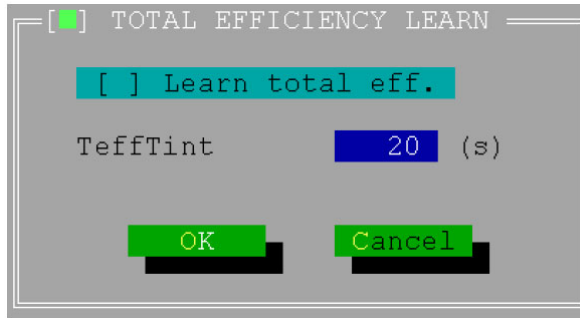 [■] TOTAL EFFICIENCY LEARN
[ ] Learn total eff.
TeffTint 20 (s)
OK Cancel